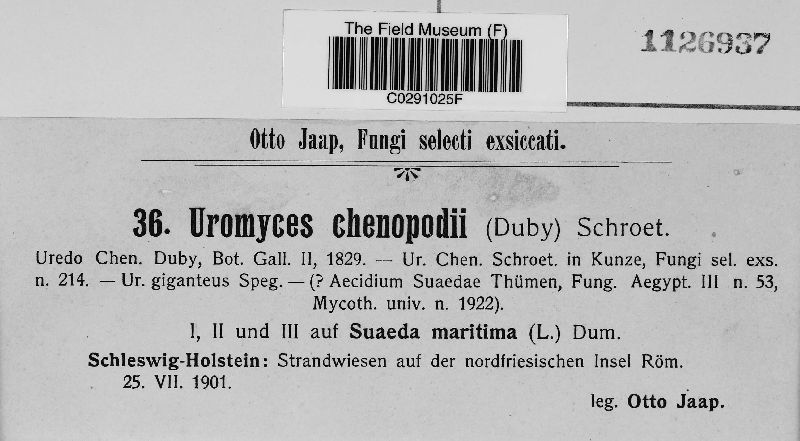 The Field Museum (F)
C0291025F
1126937
Otto Jaap, Fungi selecti exsiccati.
36. Uromyces chenopodii (Duby) Schroet.
Uredo Chen. Duby, Bot. Gall. II, 1829. — Ur. Chen. Schroet. in Kunze, Fungi sel. exs.
n. 214. — Ur. giganteus Speg. — (? Aecidium Suaedae Thümen, Fung. Aegypt. III n. 53,
Mycoth. univ. n. 1922).
I, II und III auf Suaeda maritima (L.) Dum.
Schleswig-Holstein: Strandwiesen auf der nordfriesischen Insel Röm.
25. VII. 1901.
leg. Otto Jaap.